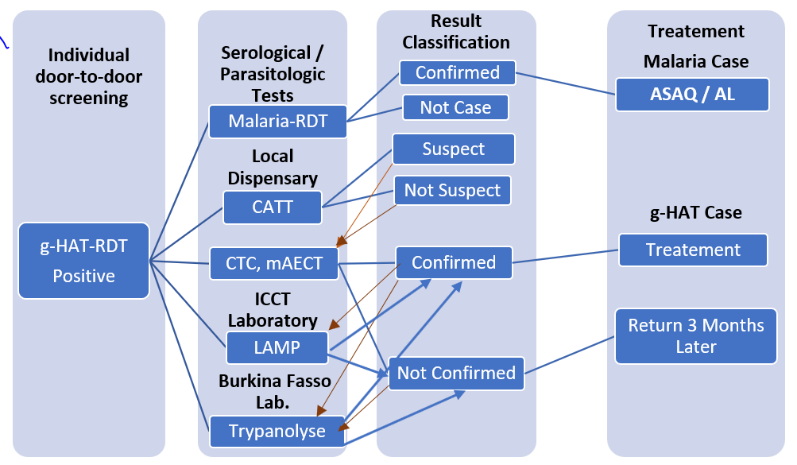 Individual
door-to-door
screening
g-HAT-RDT
Positive
Serological /
Parasitologic
Tests
Malaria-RDT
Local
Dispensary
CATT
CTC, mAECT
ICCT
Laboratory
LAMP
Burkina Fasso
Lab.
Trypanolyse
Result
Classification
Confirmed
Not Case
Suspect
Not Suspect
Confirmed
Not Confirmed
Treatement
Malaria Case
ASAQ / AL
g-HAT Case
Treatement
Return 3 Months
Later